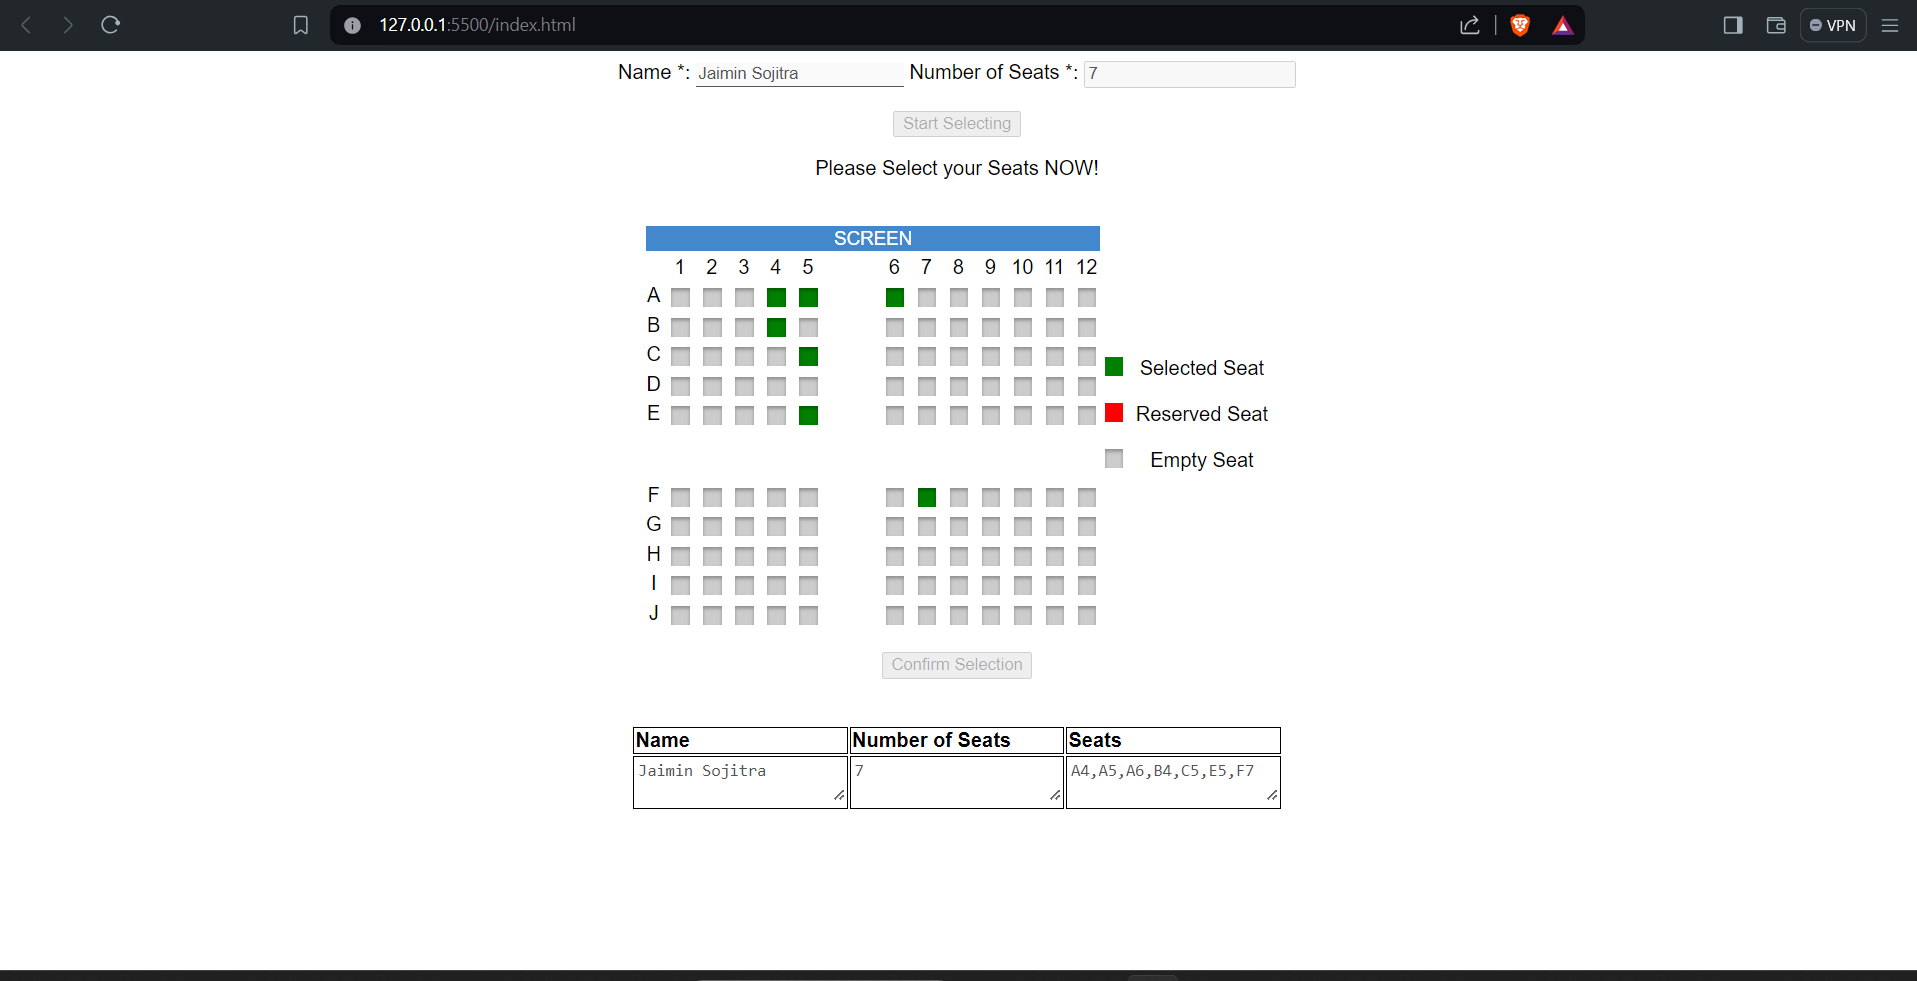 127.0.0.1:5500/index.html
VPN
Name *: Jaimin Sojitra Number of Seats *: 7
Start Selecting
Please Select your Seats NOW!
SCREEN
1 2 3 4 5 6 7 8 9 10 11 12
A
B
C
Selected Seat
D
E
Reserved Seat
Empty Seat
F
G
H
I
J
Confirm Selection
Name Number of Seats Seats
Jaimin Sojitra 7 A4,A5,A6,B4,C5,E5,F7